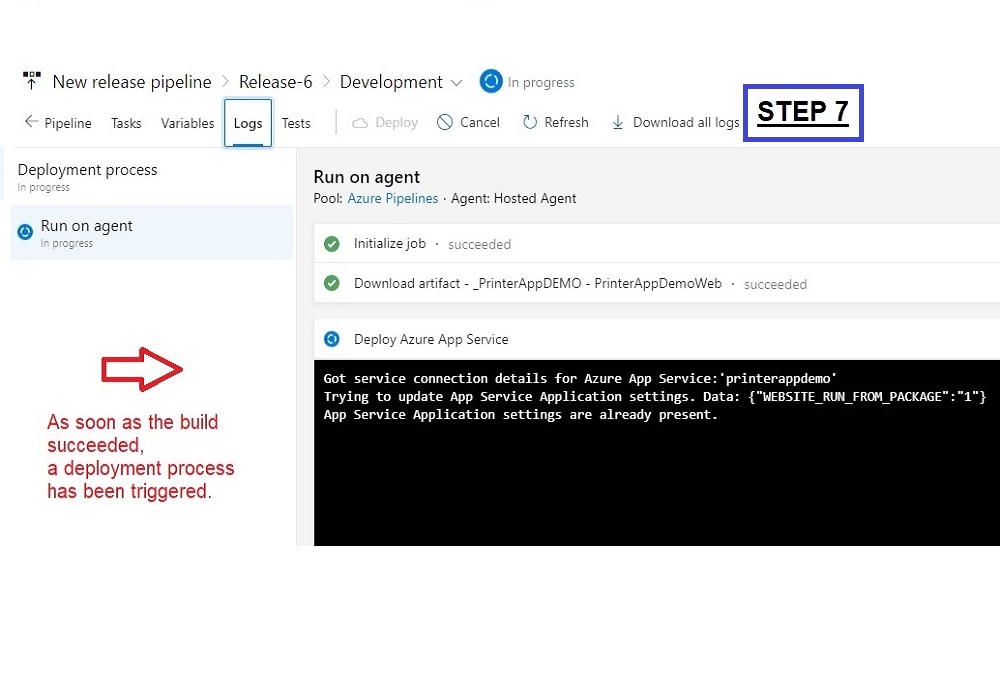 New release pipeline > Release-6 > Development In progress
STEP 7
Pipeline Tasks Variables Logs Tests Deploy Cancel Refresh Download all logs
Deployment process
In progress
Run on agent
In progress
As soon as the build
succeeded,
a deployment process
has been triggered.
Run on agent
Pool: Azure Pipelines · Agent: Hosted Agent
Initialize job · succeeded
Download artifact - _PrinterAppDEMO - PrinterAppDemoWeb · succeeded
Deploy Azure App Service
Got service connection details for Azure App Service:'printerappdemo'
Trying to update App Service Application settings. Data: {"WEBSITE_RUN_FROM_PACKAGE":"1"}
App Service Application settings are already present.